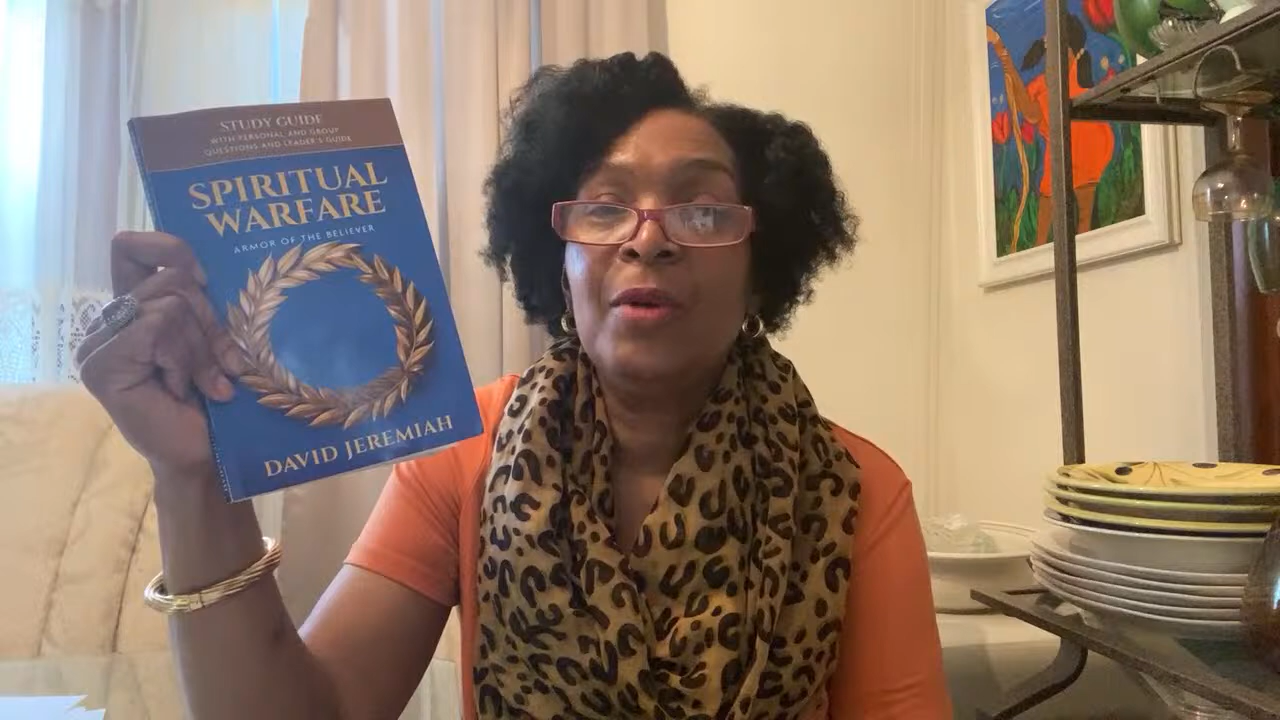 STUDY GUIDE
WITH PERSONAL AND GROUP
QUESTIONS AND LEADER'S GUIDE
SPIRITUAL
WARFARE
ARMOR OF THE BELIEVER
DAVID JEREMIAH